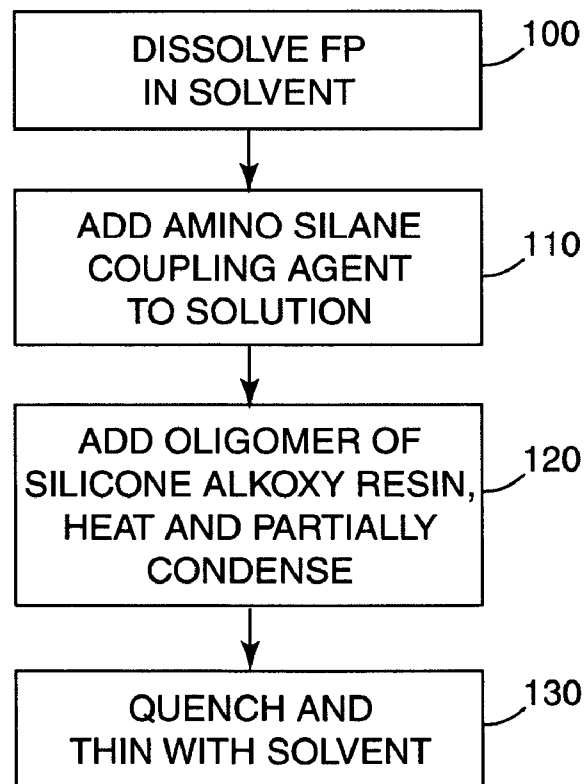 DISSOLVE FP
IN SOLVENT
100
ADD AMINO SILANE
COUPLING AGENT
TO SOLUTION
110
ADD OLIGOMER OF
SILICONE ALKOXY RESIN,
HEAT AND PARTIALLY
CONDENSE
120
QUENCH AND
THIN WITH SOLVENT
130